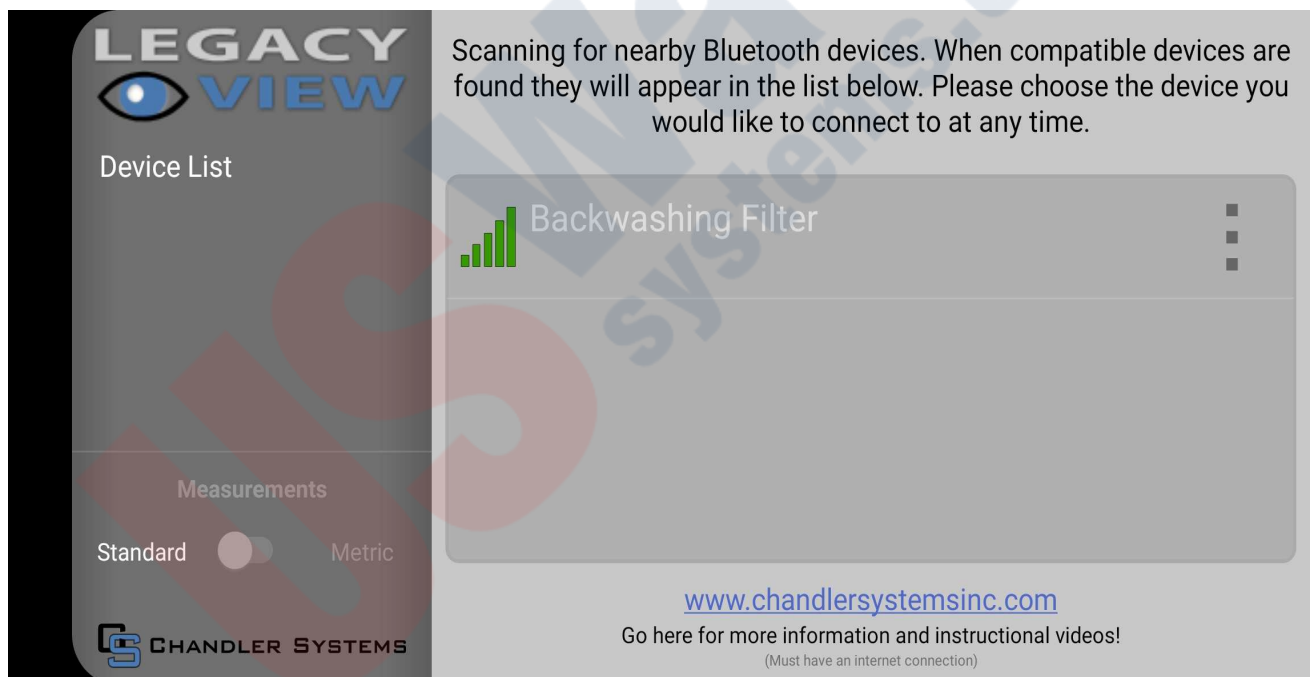 LEGACY
VIEW
Device List
Measurements
Standard
Metric
CHANDLER SYSTEMS
Scanning for nearby Bluetooth devices. When compatible devices are
found they will appear in the list below. Please choose the device you
would like to connect to at any time.
Backwashing Filter
www.chandlersystemsinc.com
Go here for more information and instructional videos!
(Must have an internet connection)
US Wa
systems.